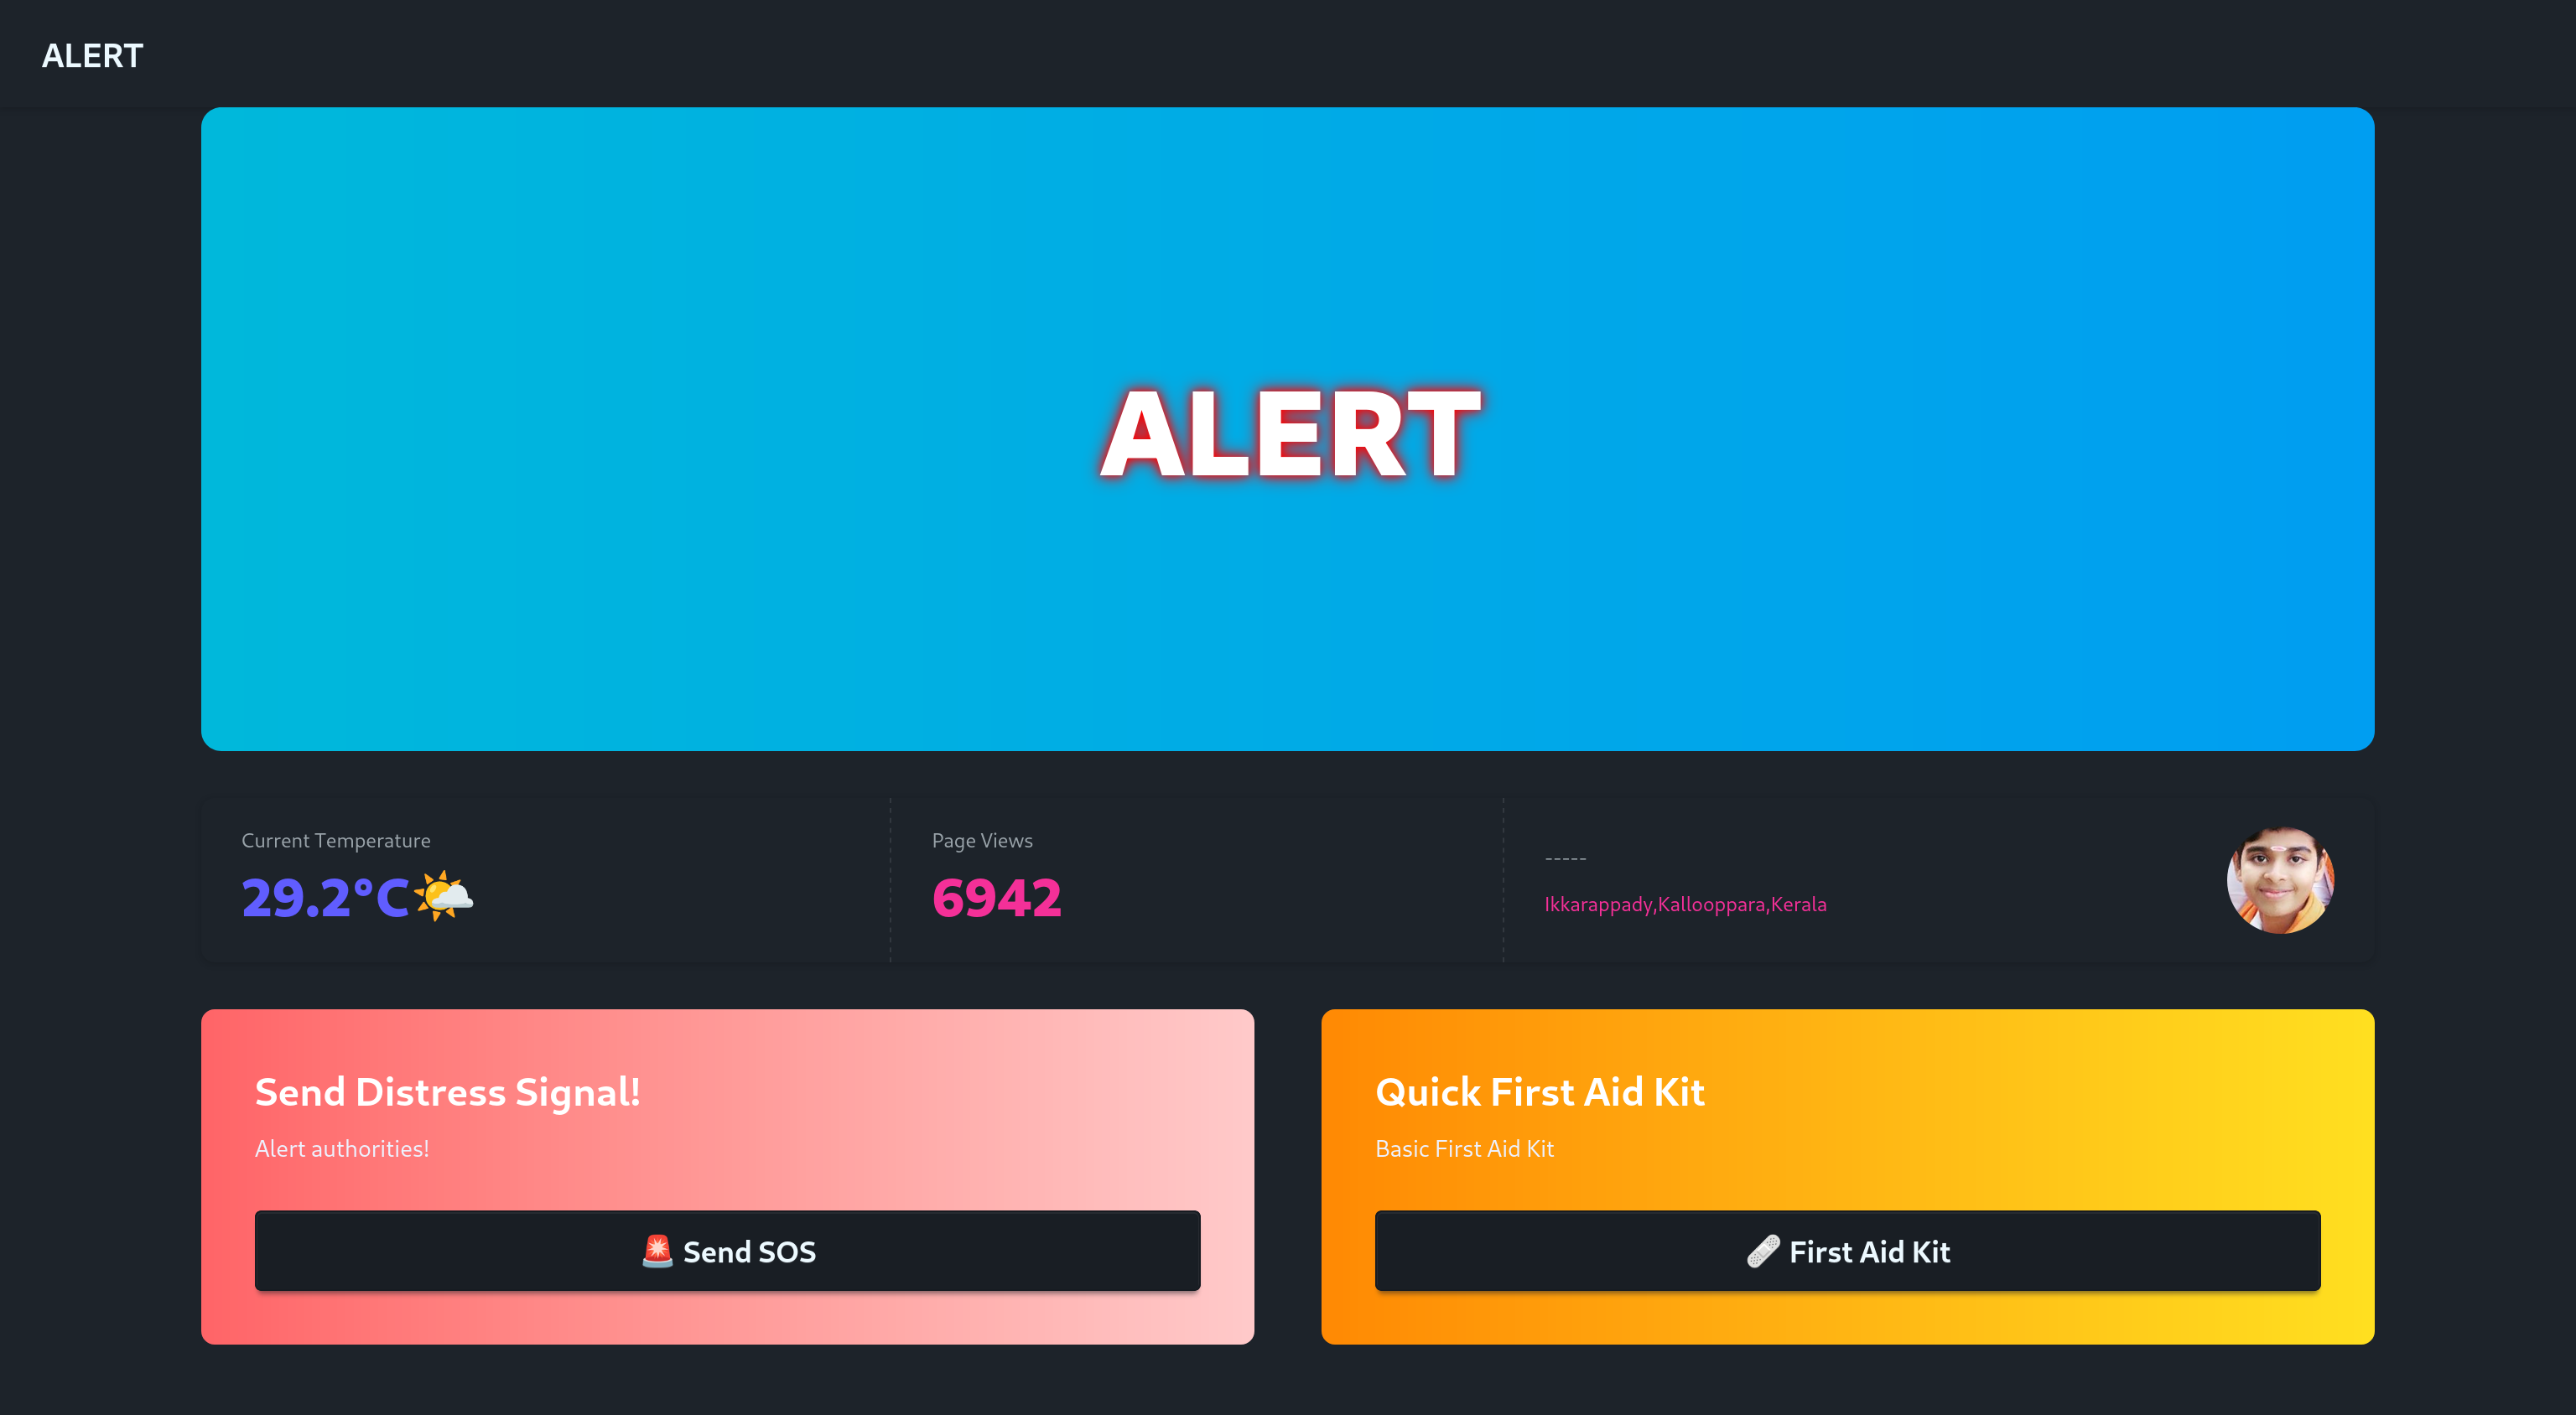 ALERT
ALERT
Current Temperature
29.2°C
Page Views
6942
-----
Ikkarappady,Kallooppara,Kerala
Send Distress Signal!
Alert authorities!
🚨 Send SOS
Quick First Aid Kit
Basic First Aid Kit
🩹 First Aid Kit